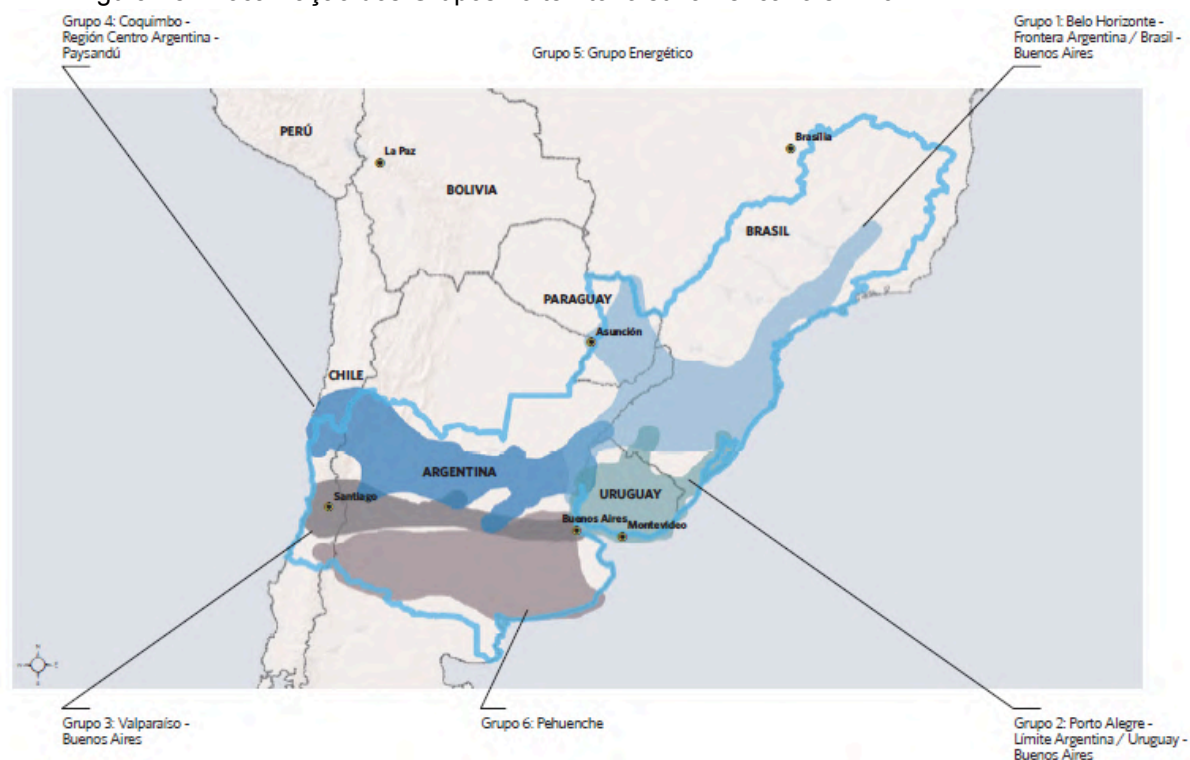 Grupo 4: Coquimbo -
Región Centro Argentina -
Paysandú
Grupo 5: Grupo Energético
Grupo 1: Belo Horizonte -
Frontera Argentina / Brasil -
Buenos Aires
PERÚ
La Paz
BOLIVIA
Brasília
BRASIL
PARAGUAY
Asunción
CHILE
ARGENTINA
Santiago
URUGUAY
Buenos Aires
Montevideo
Grupo 3: Valparaíso -
Buenos Aires
Grupo 6: Pehuenche
Grupo 2: Porto Alegre -
Límite Argentina / Uruguay -
Buenos Aires